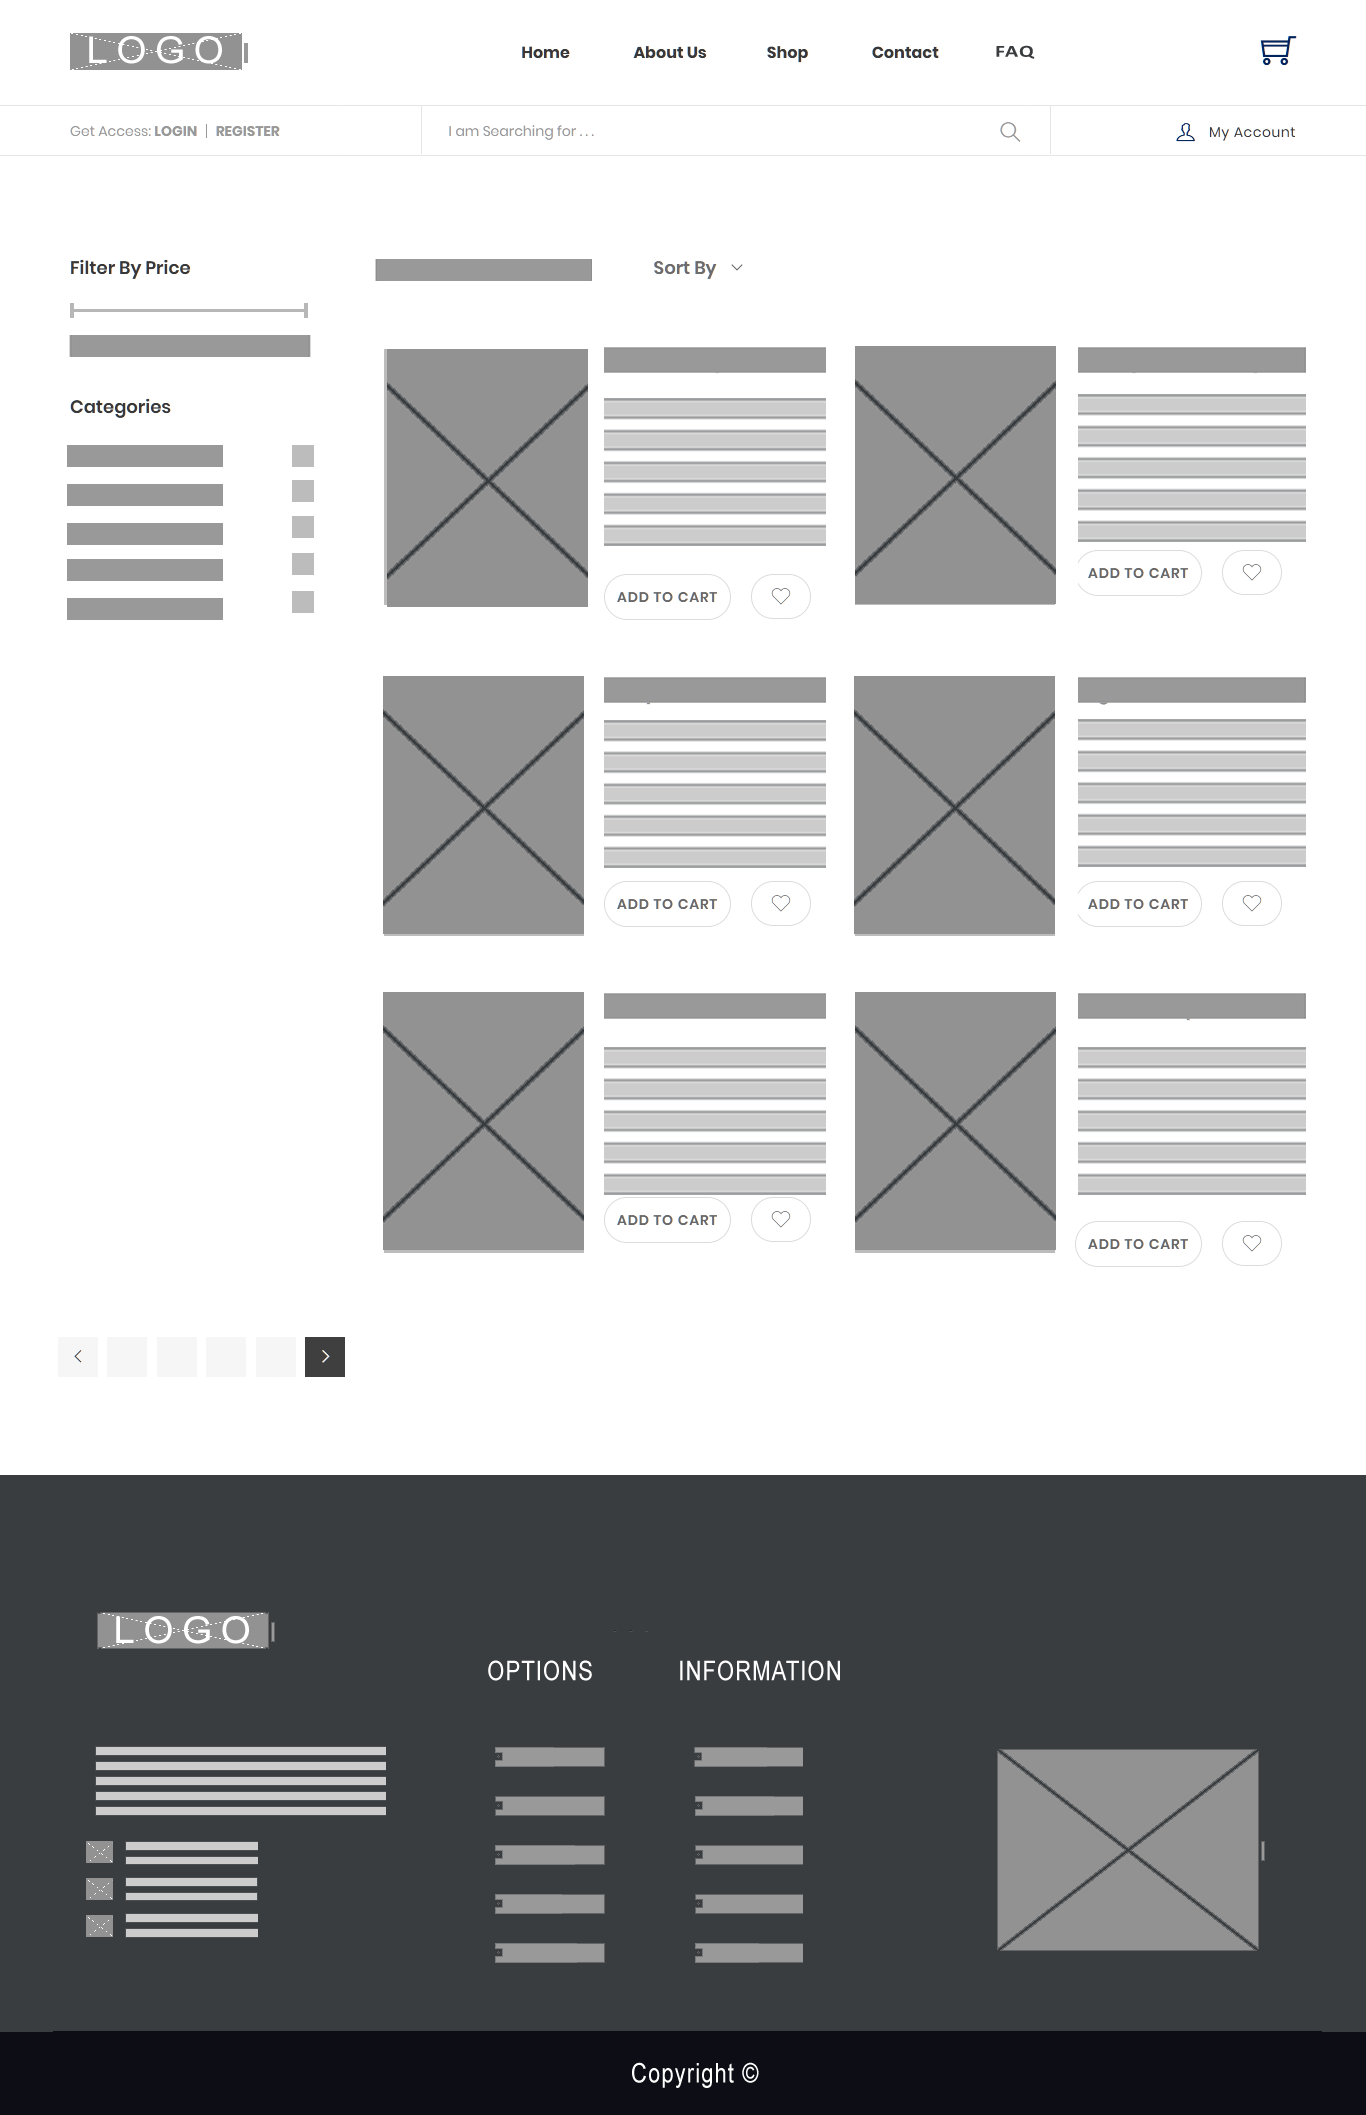 LOGO
Home About Us Shop Contact FAQ
Get Access: LOGIN | REGISTER
I am Searching for . . .
My Account
Filter By Price
Sort By
Categories
ADD TO CART
ADD TO CART
ADD TO CART
ADD TO CART
ADD TO CART
ADD TO CART
LOGO
OPTIONS
INFORMATION
Copyright ©